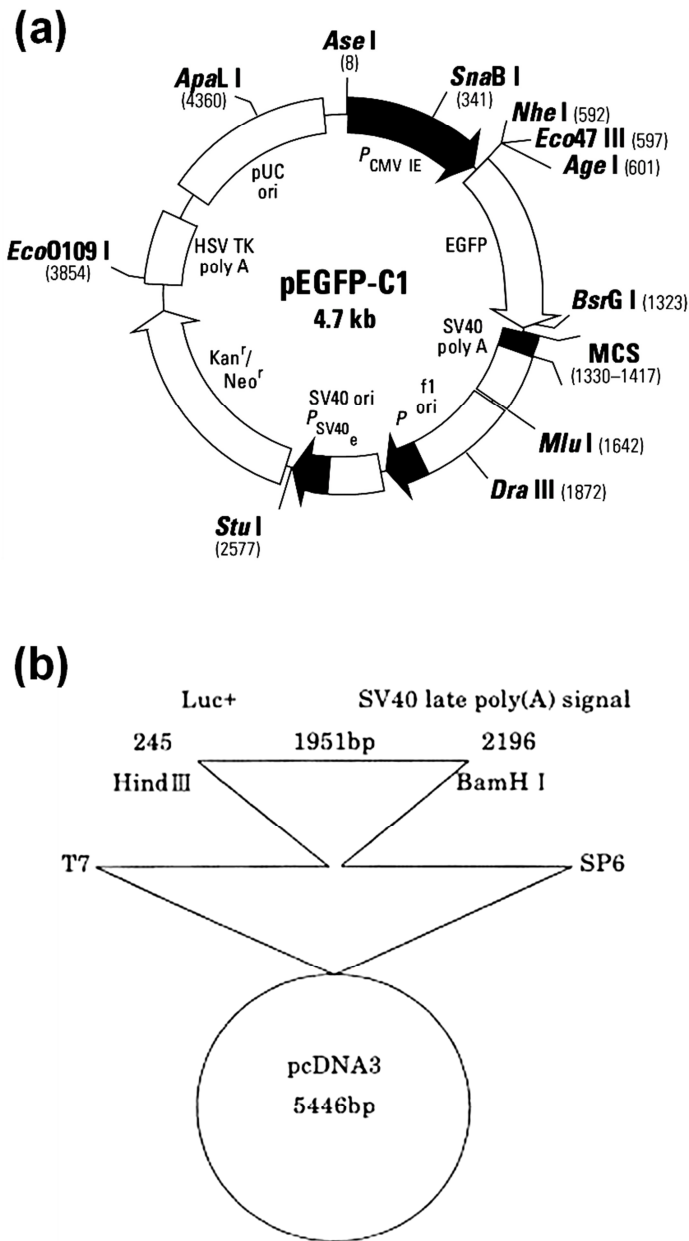 (a)
Ase I
(8)
SnaB I
(341)
Nhe I (592)
Eco47 III (597)
Age I (601)
ApaL I
(4360)
PCMV IE
pUC
ori
EcoO109 I
(3854)
HSV TK
poly A
EGFP
pEGFP-C1
4.7 kb
BsrG I (1323)
SV40
poly A
MCS
(1330–1417)
Kanr/
Neor
SV40 ori
PSV40e
f1
ori
P
Mlu I (1642)
Dra III (1872)
Stu I
(2577)
(b)
Luc+ SV40 late poly(A) signal
245 1951bp 2196
HindⅢ BamH I
T7 SP6
pcDNA3
5446bp